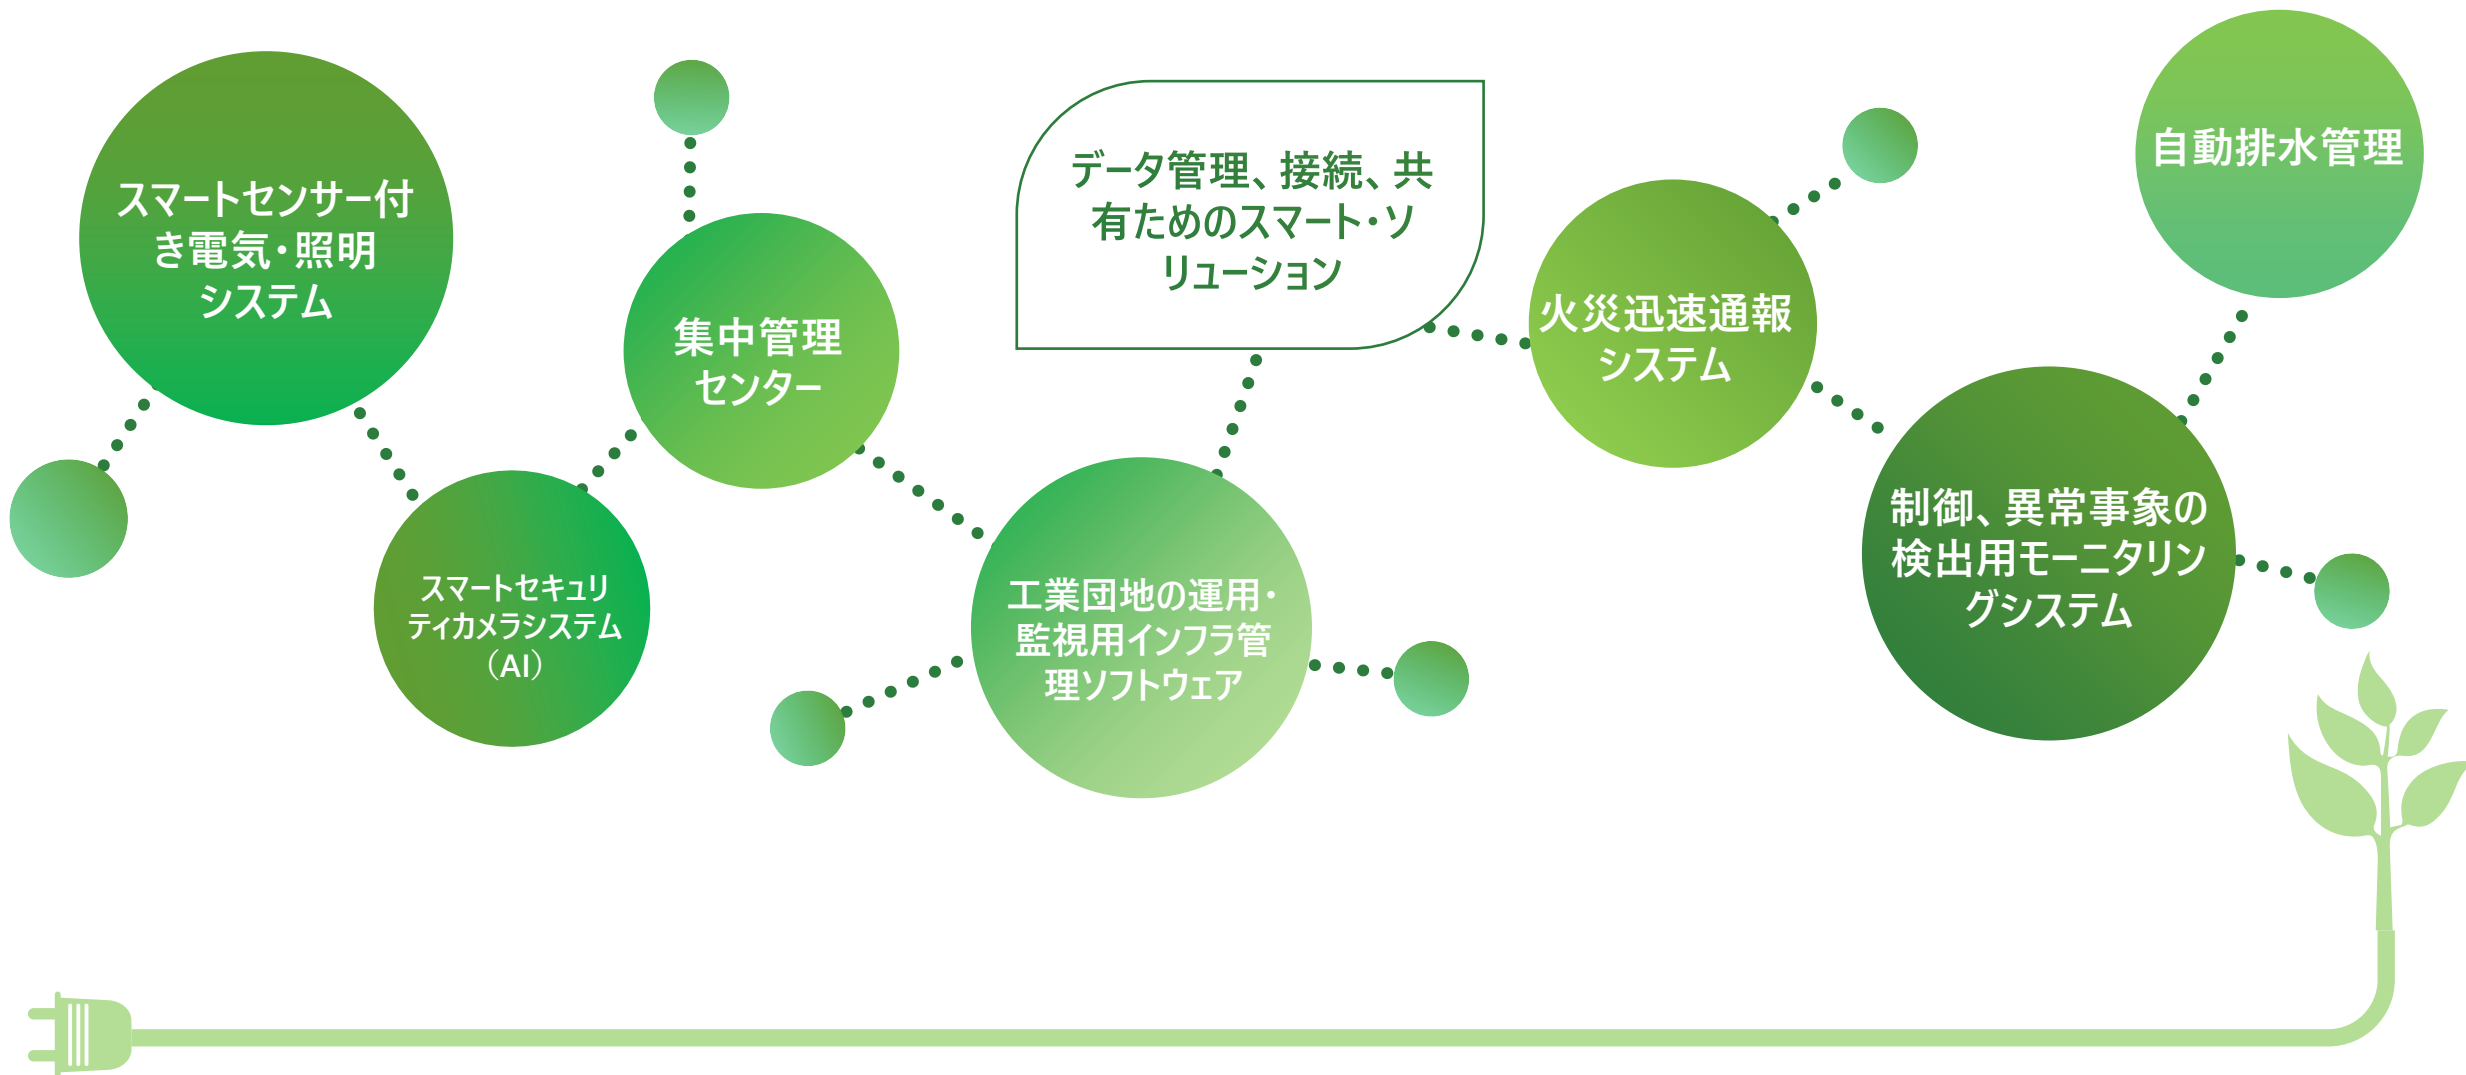 スマートセンサー付
き電気・照明
システム
スマートセキュリ
ティカメラシステム
（AI）
集中管理
センター
工業団地の運用・
監視用インフラ管
理ソフトウェア
データ管理、接続、共
有ためのスマート・ソ
リューション
火災迅速通報
システム
制御、異常事象の
検出用モーニタリン
グシステム
自動排水管理